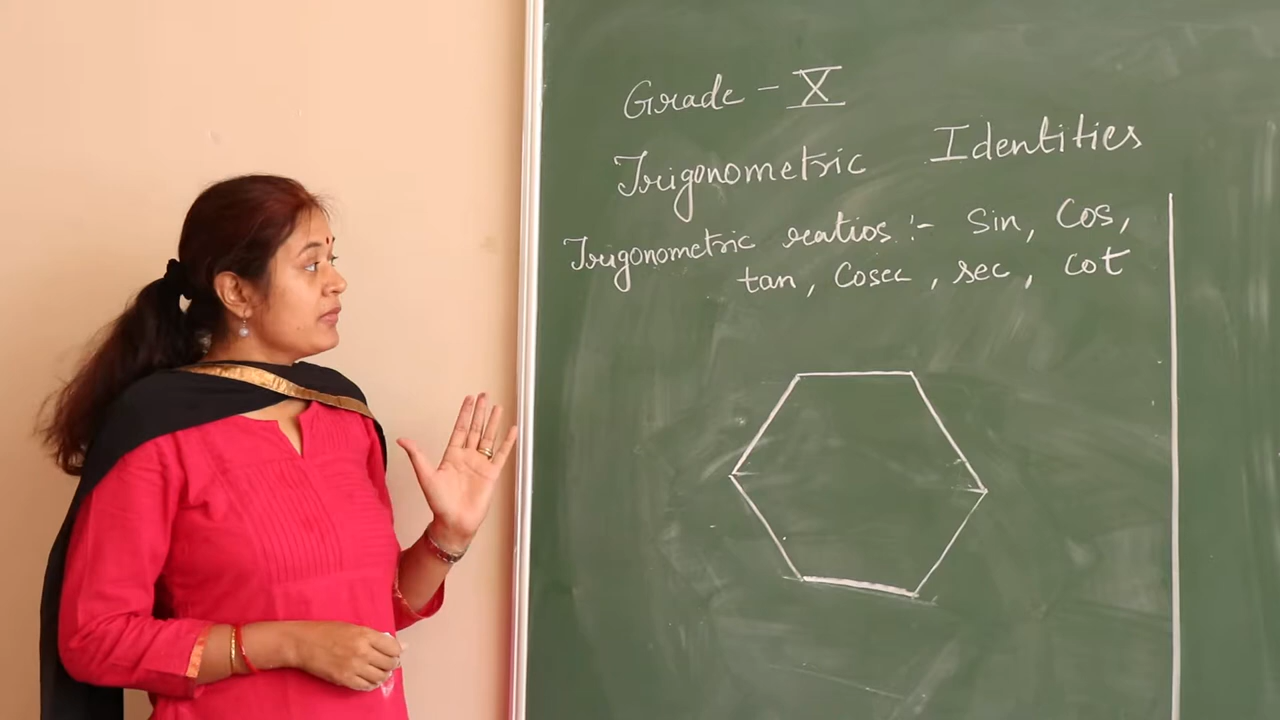 Grade - X
Trigonometric Identities
Trigonometric ratios :- Sin, Cos,
tan, Cosec, sec, cot